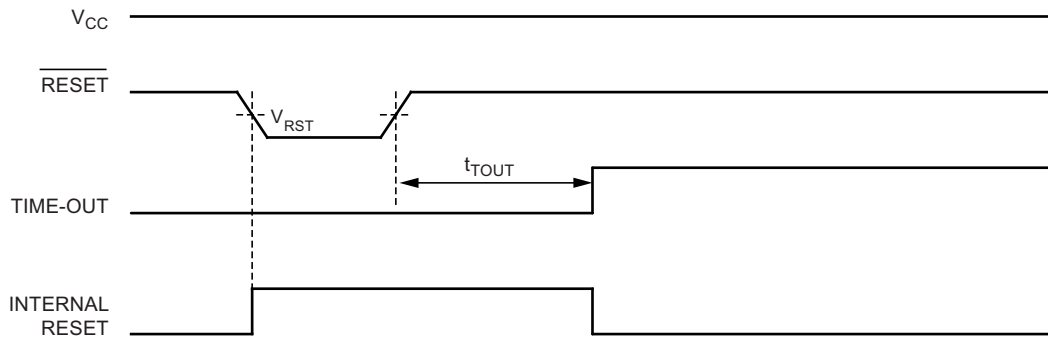 VCC
RESET
VRST
tTOUT
TIME-OUT
INTERNAL
RESET